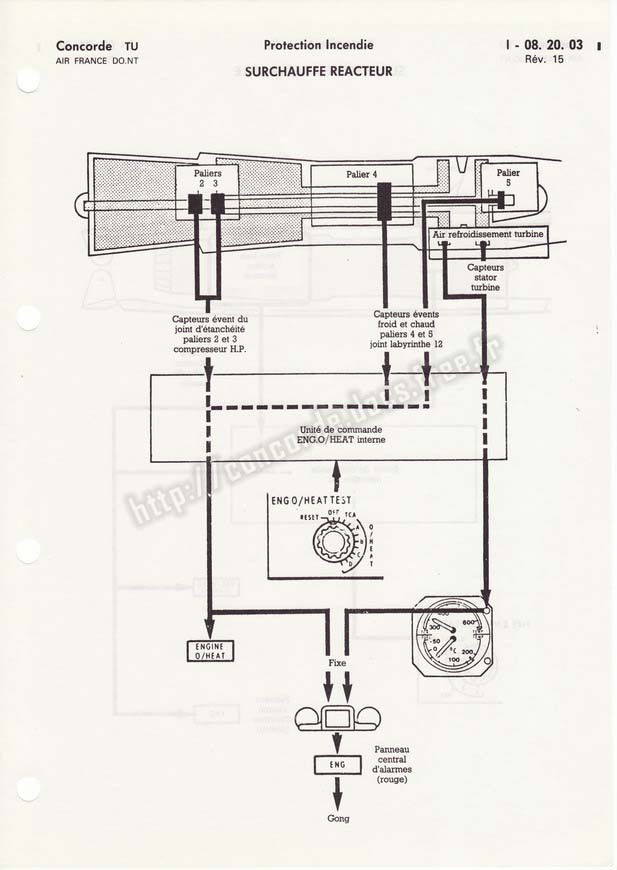 Concorde TU
AIR FRANCE DO.NT
Protection Incendie
SURCHAUFFE REACTEUR
I - 08. 20. 03
Rév. 15
Paliers
2 3
Palier 4
Palier
5
Air refroidissement turbine
Capteurs
stator
turbine
Capteurs évent du
joint d'étanchéité
paliers 2 et 3
compresseur H.P.
Capteurs évents
froid et chaud
paliers 4 et 5
joint labyrinthe 12
Unité de commande
ENG.O/HEAT interne
http://concorde-docs.free.fr
ENG O/HEAT TEST
RESET
OFF
TCA
A
B
C
D
O/HEAT
ENGINE
O/HEAT
400
300
600
-50
0
°C
200
100
Fixe
ENG
Panneau
central
d'alarmes
(rouge)
Gong